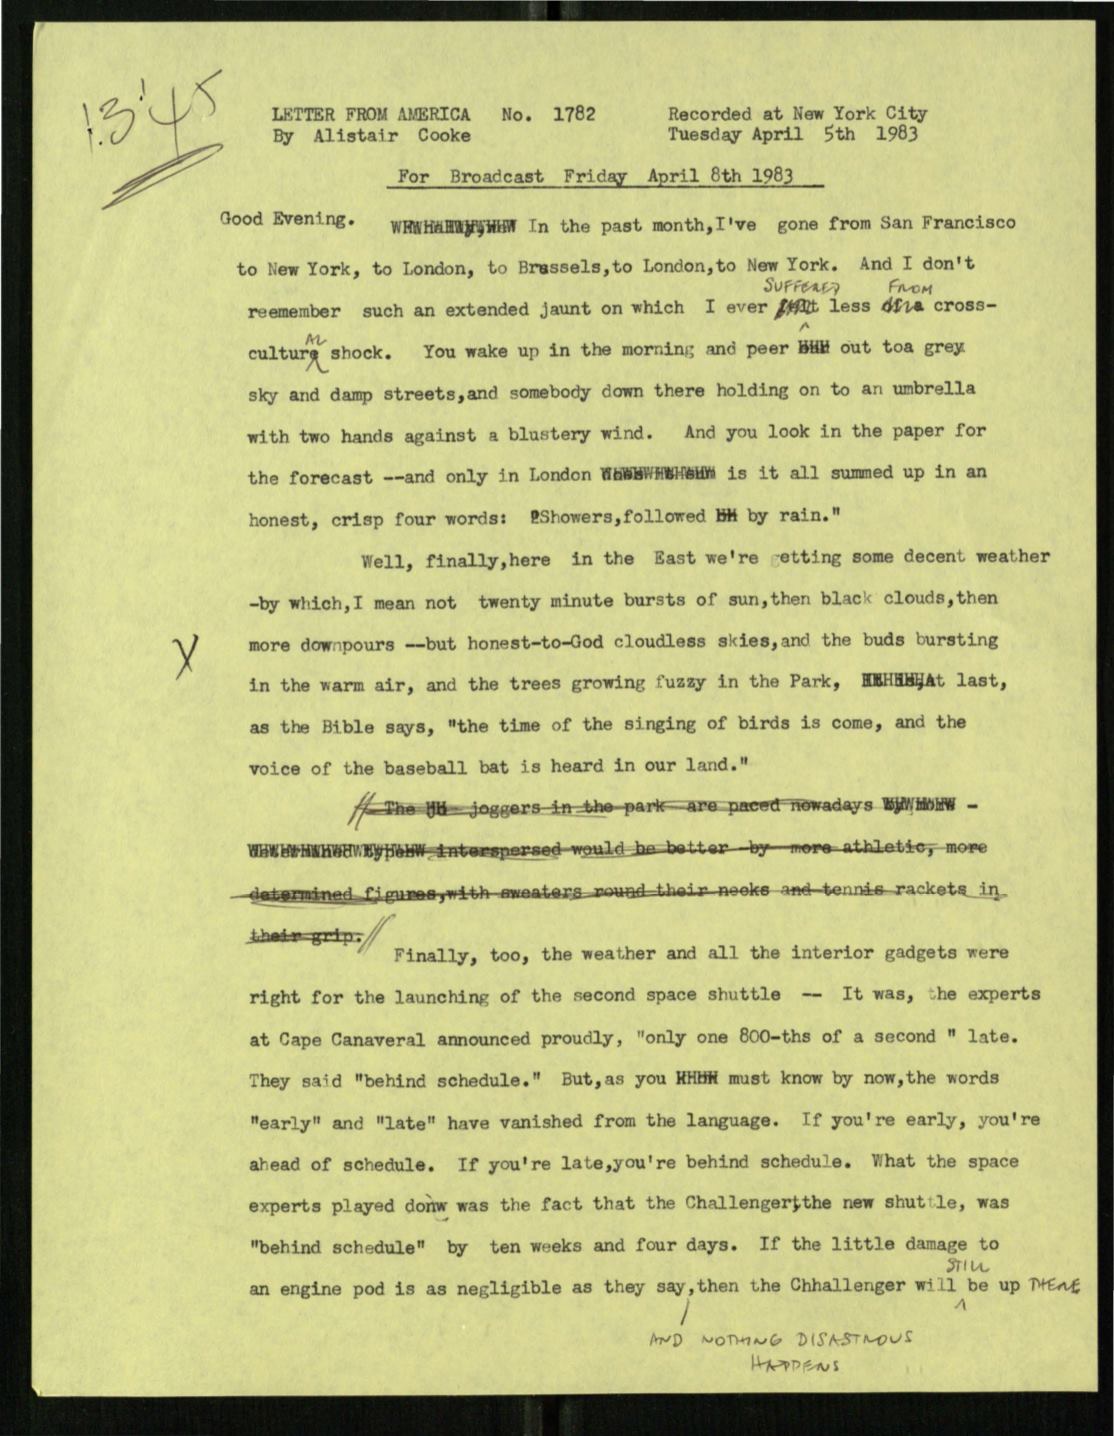 13'45
LETTER FROM AMERICA No. 1782 Recorded at New York City
By Alistair Cooke Tuesday April 5th 1983
For Broadcast Friday April 8th 1983
Good Evening. In the past month,I've gone from San Francisco
to New York, to London, to Brussels,to London,to New York. And I don't
SUFFERED FROM
reemember such an extended jaunt on which I ever felt less of a cross-
AL
culture shock. You wake up in the morning and peer out toa grey
sky and damp streets,and somebody down there holding on to an umbrella
with two hands against a blustery wind. And you look in the paper for
the forecast --and only in London is it all summed up in an
honest, crisp four words: "Showers,followed by rain."
Well, finally,here in the East we're getting some decent weather
-by which,I mean not twenty minute bursts of sun,then black clouds,then
X
more downpours --but honest-to-God cloudless skies,and the buds bursting
in the warm air, and the trees growing fuzzy in the Park, At last,
as the Bible says, "the time of the singing of birds is come, and the
voice of the baseball bat is heard in our land."
The joggers in the park are paced nowadays -
interspersed would be better -by more athletic, more
determined figures,with sweaters round their necks and tennis rackets in
their grip.
Finally, too, the weather and all the interior gadgets were
right for the launching of the second space shuttle -- It was, the experts
at Cape Canaveral announced proudly, "only one 800-ths of a second " late.
They said "behind schedule." But,as you must know by now,the words
"early" and "late" have vanished from the language. If you're early, you're
ahead of schedule. If you're late,you're behind schedule. What the space
experts played donw was the fact that the Challenger,the new shuttle, was
"behind schedule" by ten weeks and four days. If the little damage to
STILL
an engine pod is as negligible as they say,then the Chhallenger will be up THERE
AND NOTHING DISASTROUS
HAPPENS